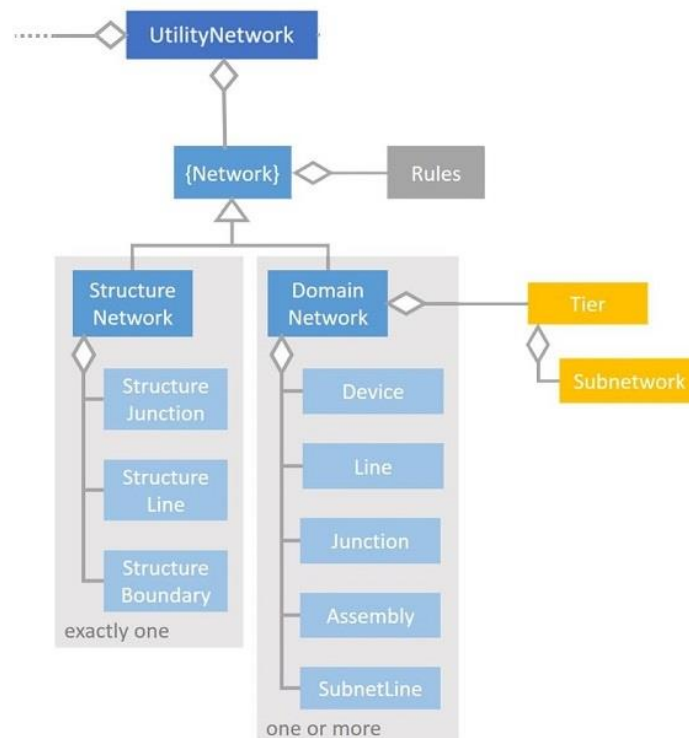 UtilityNetwork
{Network}
Rules
Structure
Network
Domain
Network
Tier
Subnetwork
Structure
Junction
Structure
Line
Structure
Boundary
exactly one
Device
Line
Junction
Assembly
SubnetLine
one or more